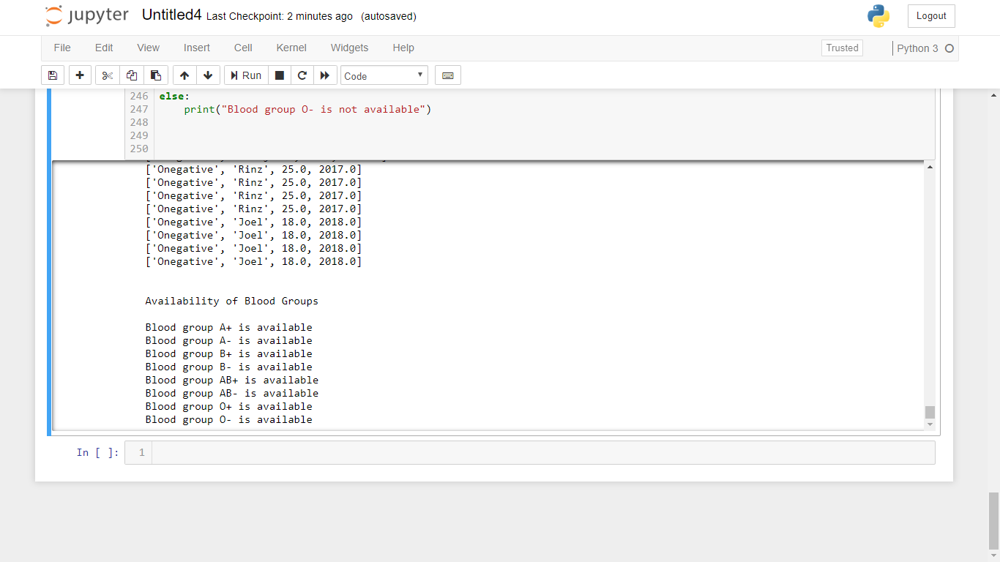 jupyter Untitled4 Last Checkpoint: 2 minutes ago (autosaved) Logout
File Edit View Insert Cell Kernel Widgets Help Trusted Python 3
Run Code
246 else:
247 print("Blood group O- is not available")
248
249
250
['Onegative', 'Rinz', 25.0, 2017.0]
['Onegative', 'Rinz', 25.0, 2017.0]
['Onegative', 'Rinz', 25.0, 2017.0]
['Onegative', 'Rinz', 25.0, 2017.0]
['Onegative', 'Joel', 18.0, 2018.0]
['Onegative', 'Joel', 18.0, 2018.0]
['Onegative', 'Joel', 18.0, 2018.0]
['Onegative', 'Joel', 18.0, 2018.0]
Availability of Blood Groups
Blood group A+ is available
Blood group A- is available
Blood group B+ is available
Blood group B- is available
Blood group AB+ is available
Blood group AB- is available
Blood group O+ is available
Blood group O- is available
In [ ]: 1